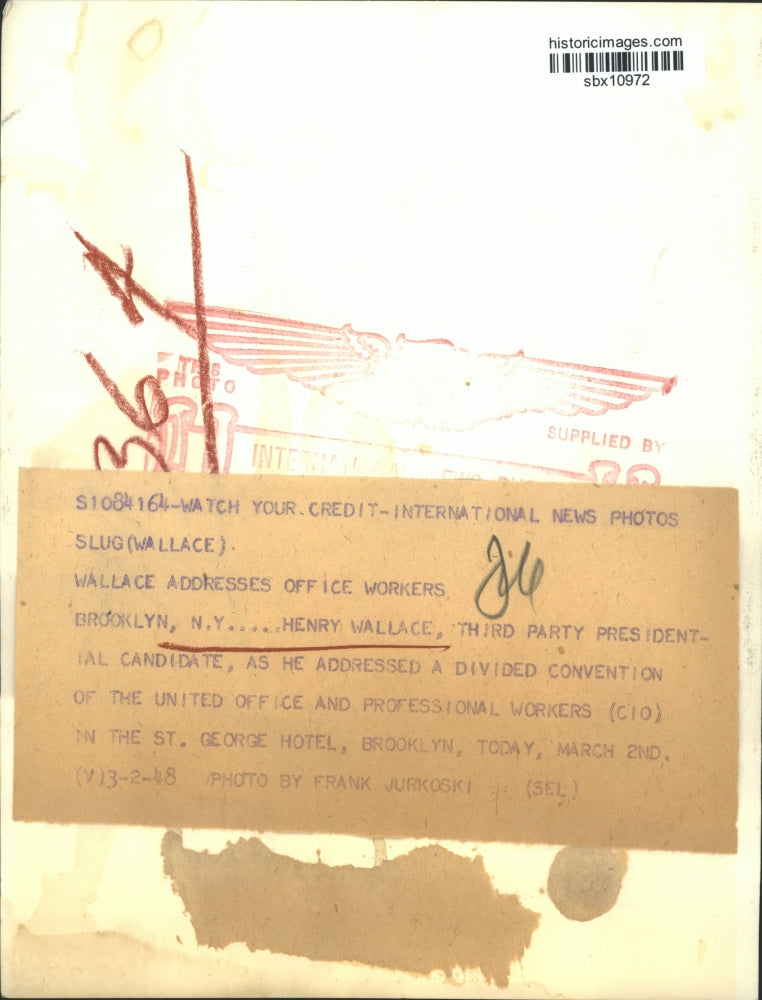 historicimages.com
sbx10972
THIS
PHOTO
SUPPLIED BY
S1084164-WATCH YOUR CREDIT-INTERNATIONAL NEWS PHOTOS
SLUG(WALLACE).
WALLACE ADDRESSES OFFICE WORKERS
BROOKLYN, N.Y.....HENRY WALLACE, THIRD PARTY PRESIDENT-
IAL CANDIDATE, AS HE ADDRESSED A DIVIDED CONVENTION
OF THE UNITED OFFICE AND PROFESSIONAL WORKERS (CIO)
IN THE ST. GEORGE HOTEL, BROOKLYN, TODAY, MARCH 2ND.
(V)3-2-48 /PHOTO BY FRANK JURKOSKI (SEL)